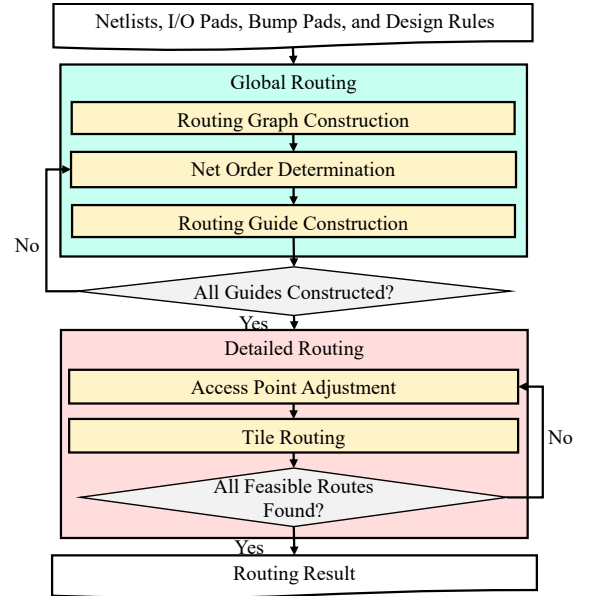 Netlists, I/O Pads, Bump Pads, and Design Rules
Global Routing
Routing Graph Construction
Net Order Determination
Routing Guide Construction
No
All Guides Constructed?
Yes
Detailed Routing
Access Point Adjustment
Tile Routing
No
All Feasible Routes
Found?
Yes
Routing Result